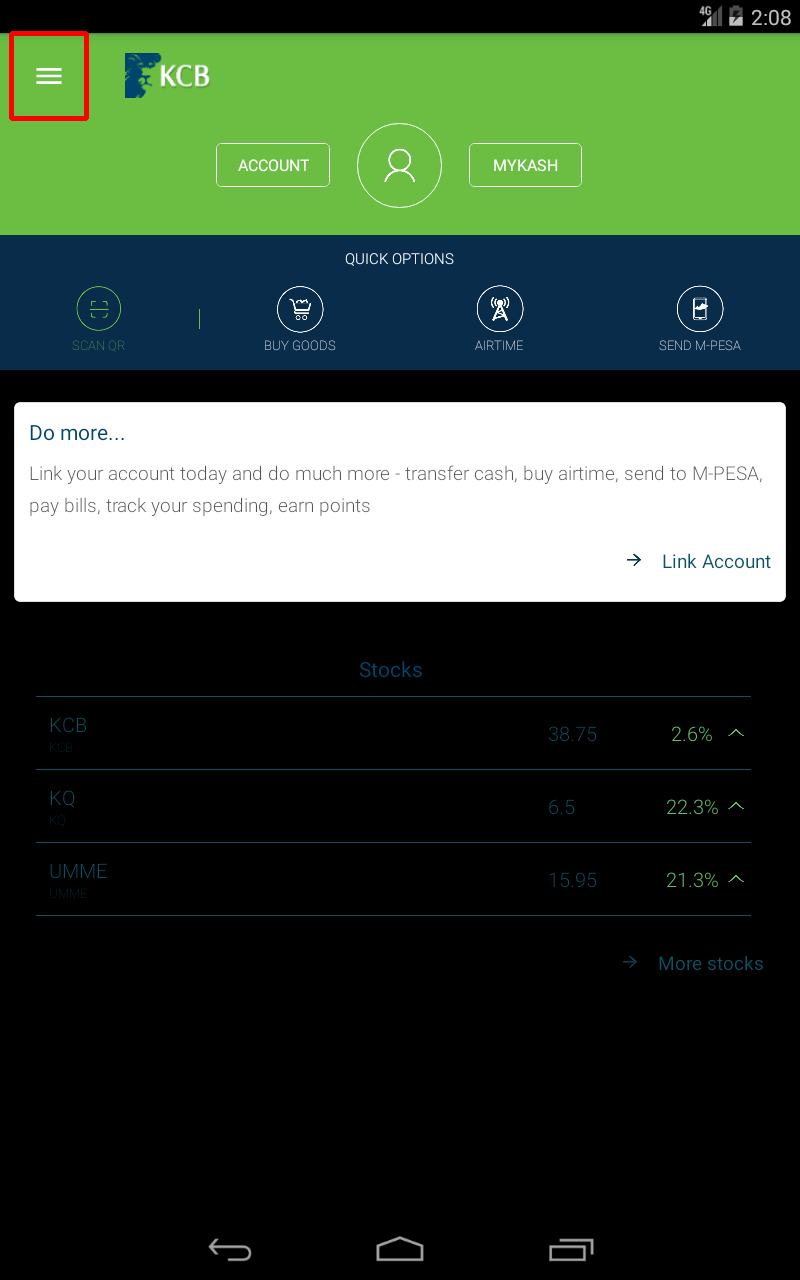 4G 2:08
KCB
ACCOUNT
MYKASH
QUICK OPTIONS
SCAN QR
BUY GOODS
AIRTIME
SEND M-PESA
Do more...
Link your account today and do much more - transfer cash, buy airtime, send to M-PESA,
pay bills, track your spending, earn points
Link Account
Stocks
KCB 38.75 2.6%
KCB
KQ 6.5 22.3%
KQ
UMME 15.95 21.3%
UMME
More stocks